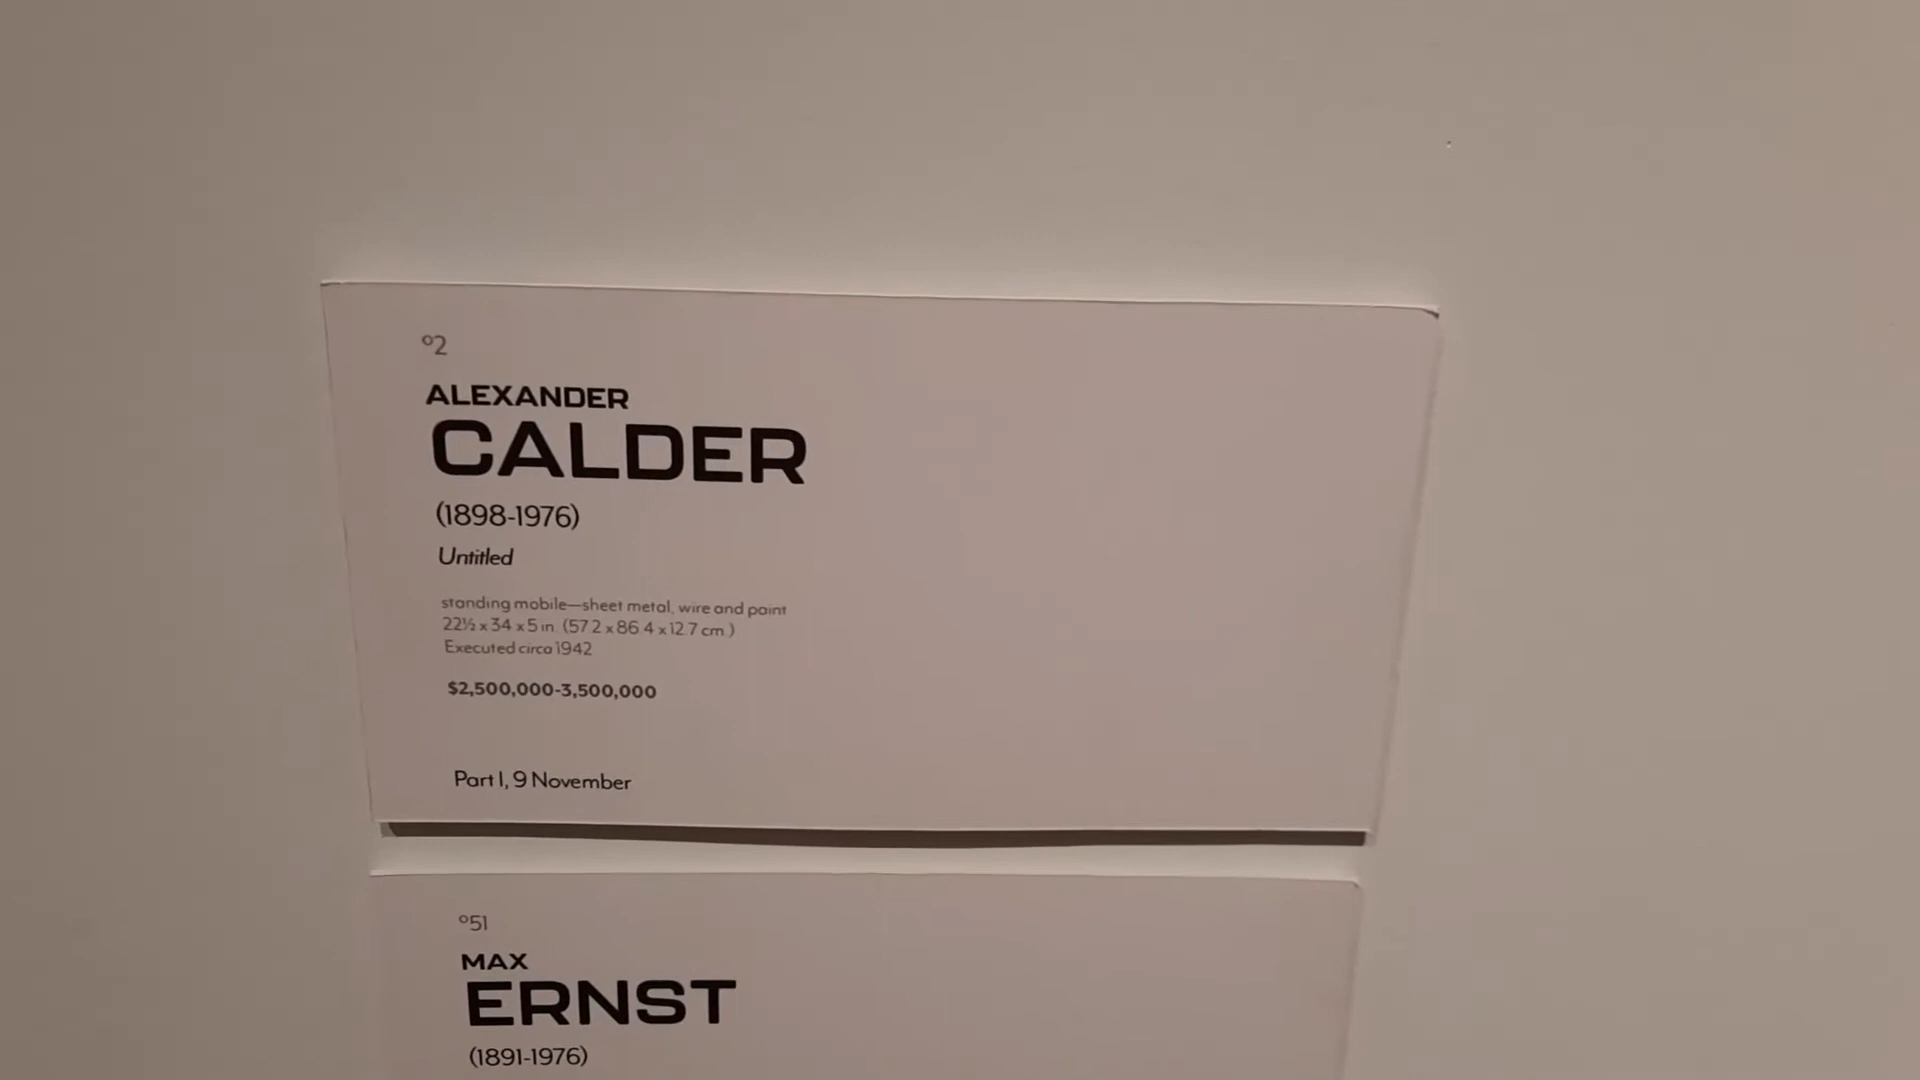 º2
ALEXANDER
CALDER
(1898-1976)
Untitled
standing mobile—sheet metal, wire and paint
22½ x 34 x 5 in. (57.2 x 86.4 x 12.7 cm.)
Executed circa 1942
$2,500,000-3,500,000
Part I, 9 November
º51
MAX
ERNST
(1891-1976)